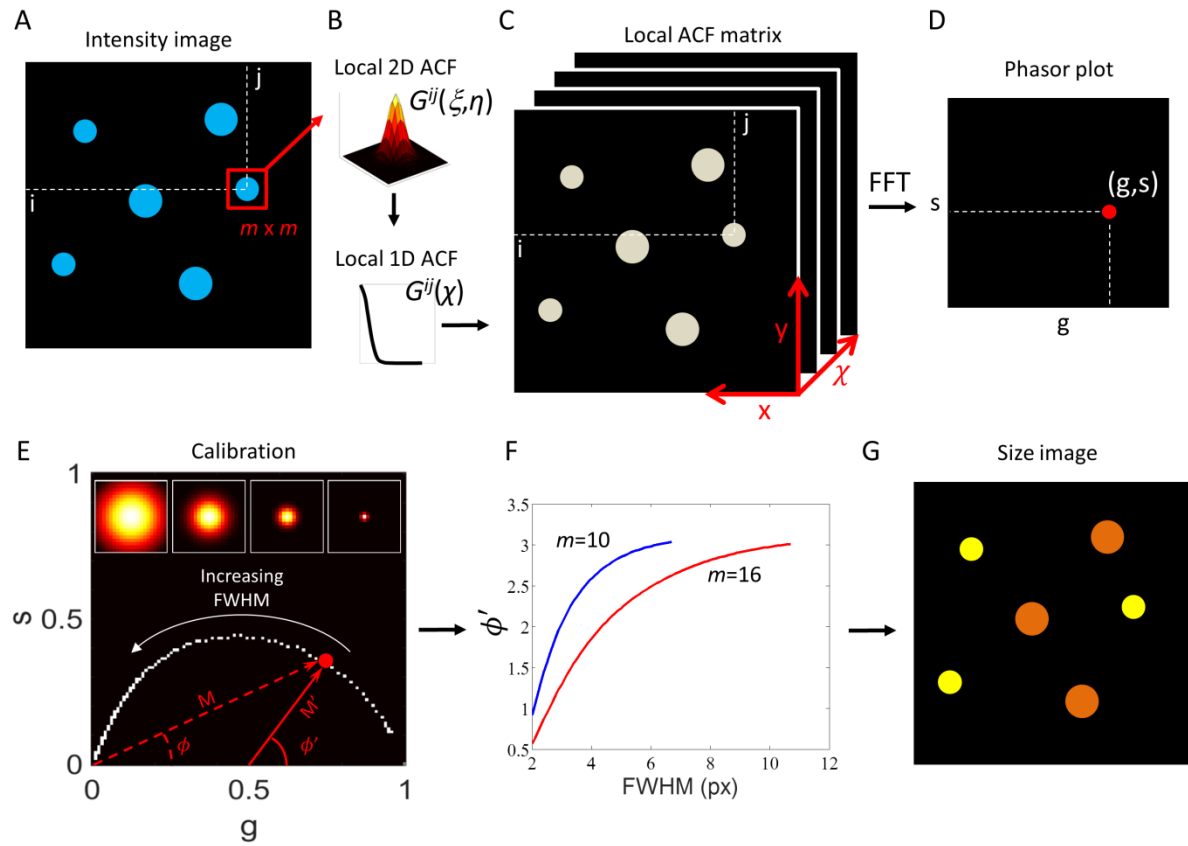 A
Intensity image
j
i
m x m
B
Local 2D ACF
G^ij(ξ,η)
Local 1D ACF
G^ij(χ)
C
Local ACF matrix
j
i
y
x
χ
FFT
D
Phasor plot
(g,s)
s
g
E
Calibration
1
Increasing
FWHM
s
0.5
M
M'
ϕ
ϕ'
0
0
0.5
1
g
F
3.5
3
2.5
2
1.5
1
0.5
m=10
m=16
ϕ'
2
4
6
8
10
12
FWHM (px)
G
Size image